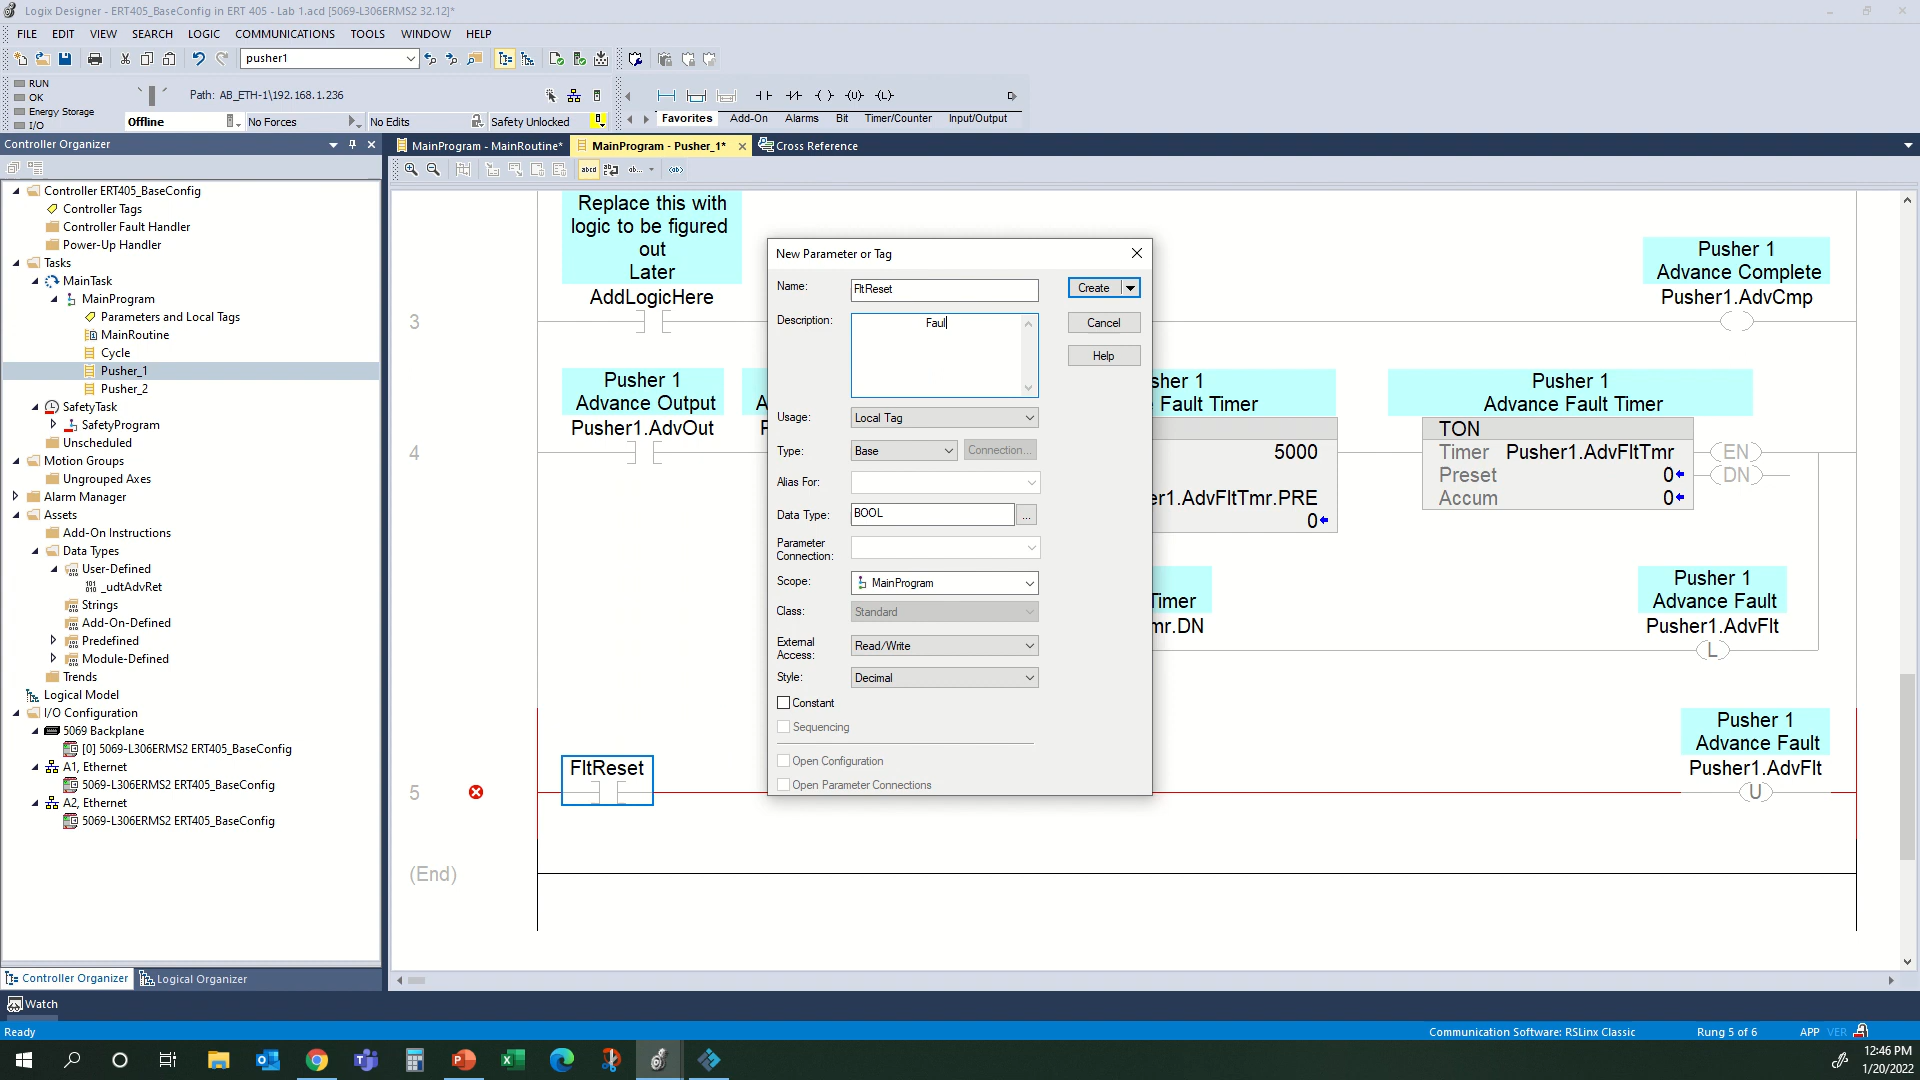 Logix Designer - ERT405_BaseConfig in ERT 405 - Lab 1.acd [5069-L306ERMS2 32.12]*
FILE EDIT VIEW SEARCH LOGIC COMMUNICATIONS TOOLS WINDOW HELP
pusher1
RUN
OK
Energy Storage
I/O
Path: AB_ETH-1\192.168.1.236
Offline
No Forces
No Edits
Safety Unlocked
Favorites Add-On Alarms Bit Timer/Counter Input/Output
Controller Organizer
MainProgram - MainRoutine*
MainProgram - Pusher_1*
Cross Reference
Controller ERT405_BaseConfig
Controller Tags
Controller Fault Handler
Power-Up Handler
Tasks
MainTask
MainProgram
Parameters and Local Tags
MainRoutine
Cycle
Pusher_1
Pusher_2
SafetyTask
SafetyProgram
Unscheduled
Motion Groups
Ungrouped Axes
Alarm Manager
Assets
Add-On Instructions
Data Types
User-Defined
_udtAdvRet
Strings
Add-On-Defined
Predefined
Module-Defined
Trends
Logical Model
I/O Configuration
5069 Backplane
[0] 5069-L306ERMS2 ERT405_BaseConfig
A1, Ethernet
5069-L306ERMS2 ERT405_BaseConfig
A2, Ethernet
5069-L306ERMS2 ERT405_BaseConfig
Controller Organizer
Logical Organizer
Replace this with
logic to be figured
out
Later
AddLogicHere
3
Pusher 1
Advance Complete
Pusher1.AdvCmp
Pusher 1
Advance Output
Pusher1.AdvOut
4
A
P
sher 1
Fault Timer
5000
er1.AdvFltTmr.PRE
0
Pusher 1
Advance Fault Timer
TON
Timer Pusher1.AdvFltTmr
Preset 0
Accum 0
EN
DN
Timer
mr.DN
Pusher 1
Advance Fault
Pusher1.AdvFlt
L
FltReset
5
Pusher 1
Advance Fault
Pusher1.AdvFlt
U
(End)
New Parameter or Tag
Name: FltReset
Description: Faul
Usage: Local Tag
Type: Base Connection...
Alias For:
Data Type: BOOL ...
Parameter
Connection:
Scope: MainProgram
Class: Standard
External
Access: Read/Write
Style: Decimal
Constant
Sequencing
Open Configuration
Open Parameter Connections
Create
Cancel
Help
Watch
Ready
Communication Software: RSLinx Classic
Rung 5 of 6
APP VER
12:46 PM
1/20/2022